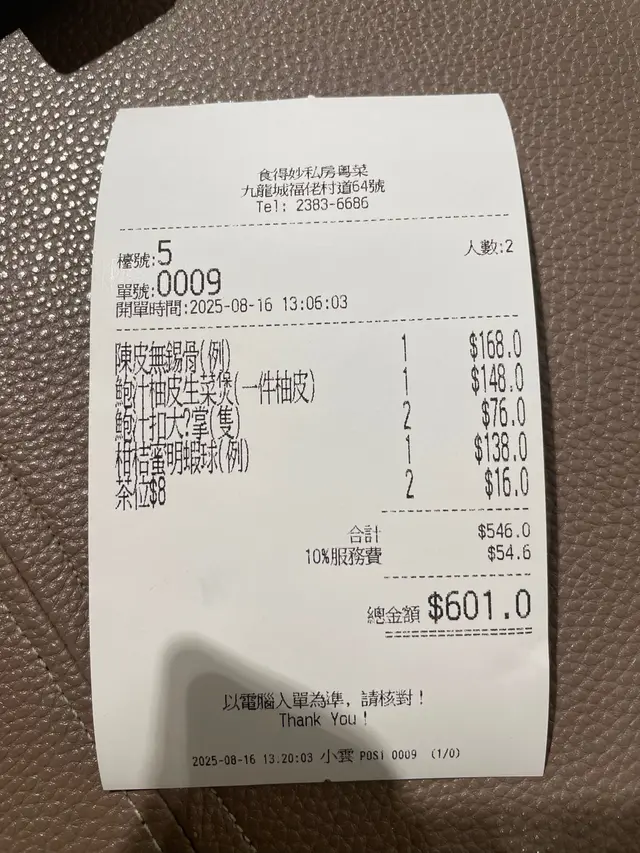 食得妙私房粵菜
九龍城福佬村道64號
Tel: 2383-6686
檯號:5 人數:2
單號:0009
開單時間:2025-08-16 13:05:03
陳皮無錫骨(例) 1 $168.0
鮑汁柚皮生菜煲(一件柚皮) 1 $148.0
鮑汁扣大?掌(隻) 2 $76.0
柑桔蜜明蝦球(例) 1 $138.0
茶位$8 2 $16.0
合計 $546.0
10%服務費 $54.6
總金額 $601.0
以電腦入單為準, 請核對!
Thank You!
2025-08-16 13.20:03 小雲 POS1 0009 (1/0)